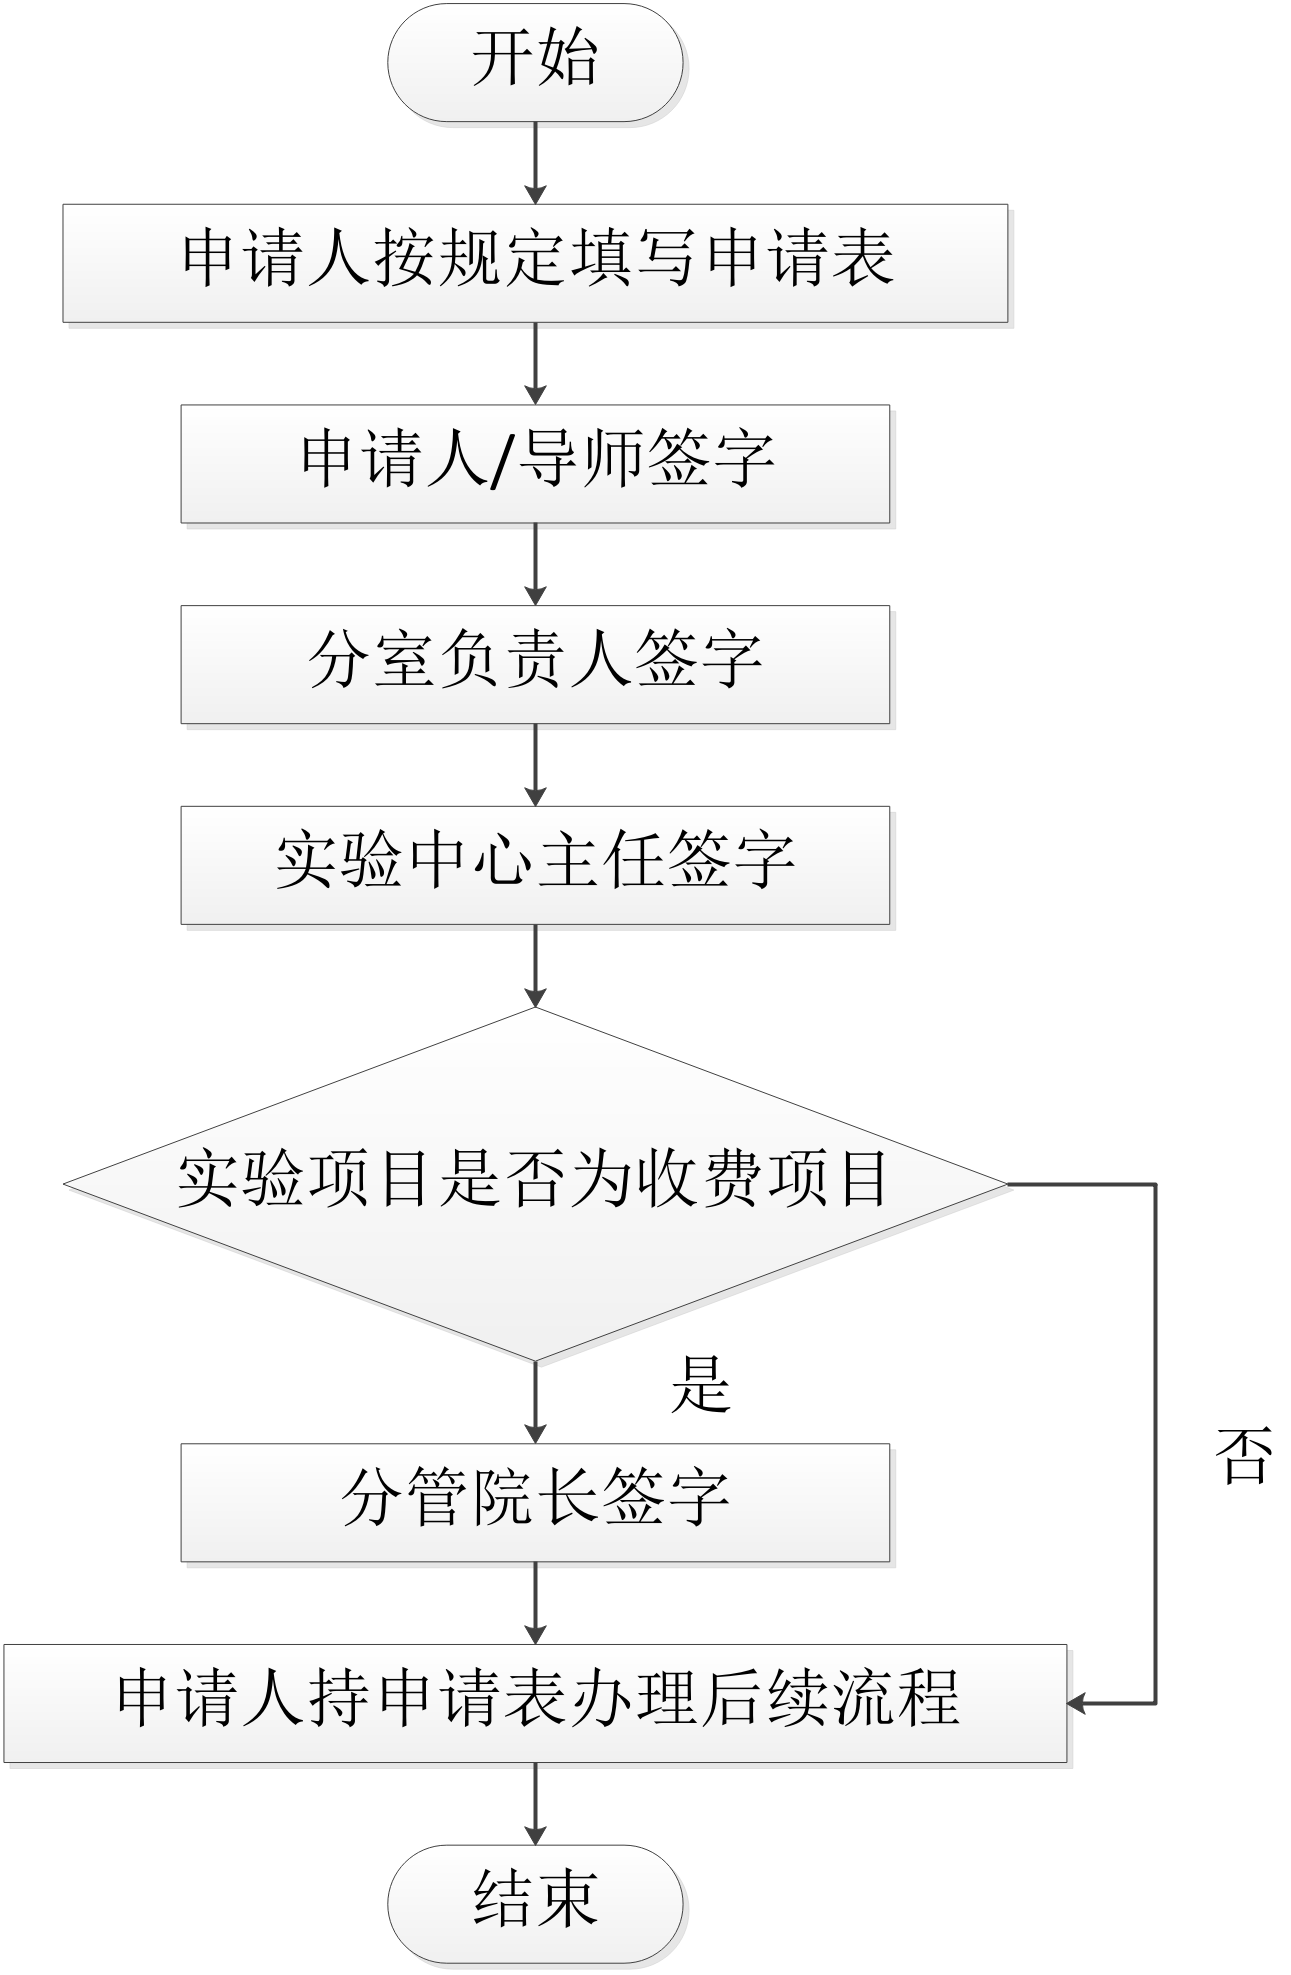 开始
申请人按规定填写申请表
申请人/导师签字
分室负责人签字
实验中心主任签字
实验项目是否为收费项目
是
否
分管院长签字
申请人持申请表办理后续流程
结束